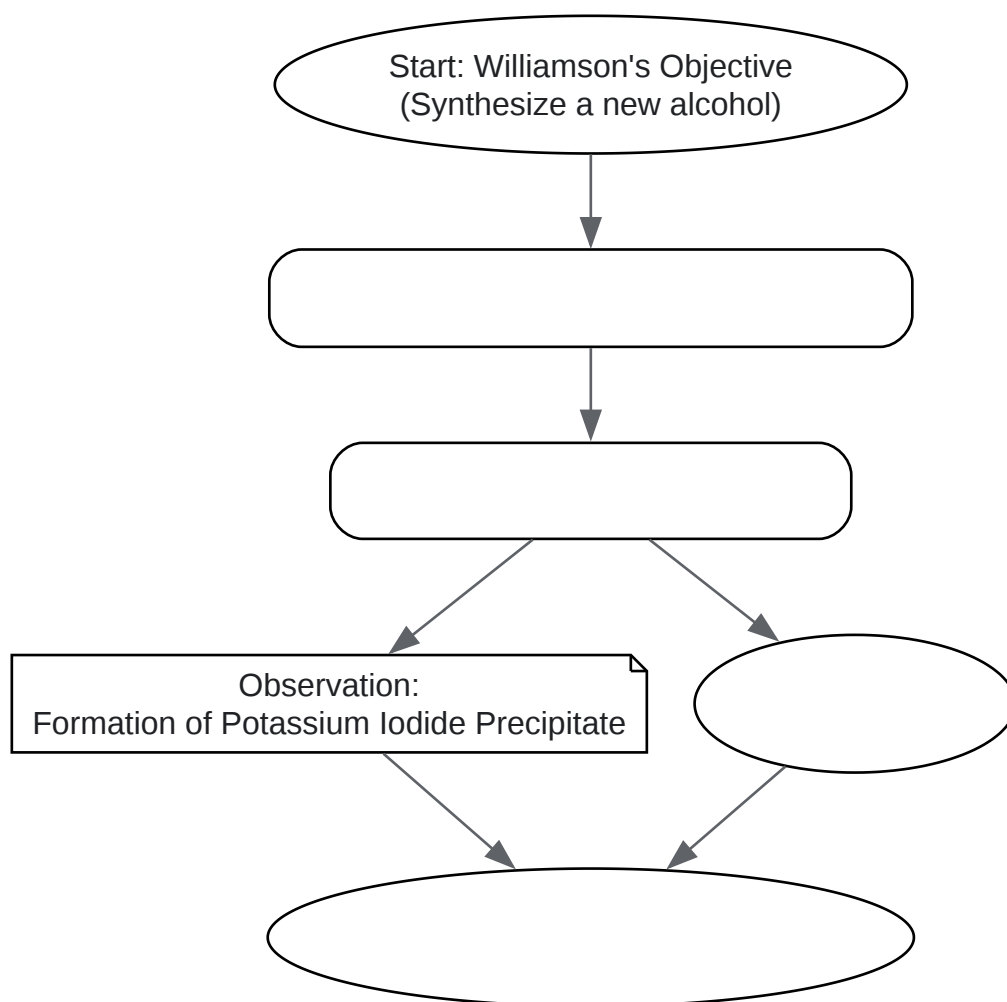 Start: Williamson's Objective
(Synthesize a new alcohol)
Observation:
Formation of Potassium Iodide Precipitate